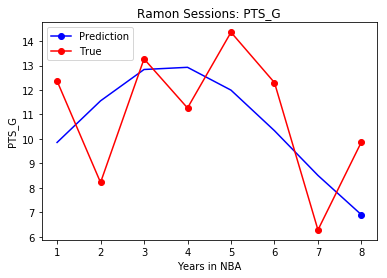 Ramon Sessions: PTS_G
Prediction
True
PTS_G
14
13
12
11
10
9
8
7
6
1 2 3 4 5 6 7 8
Years in NBA